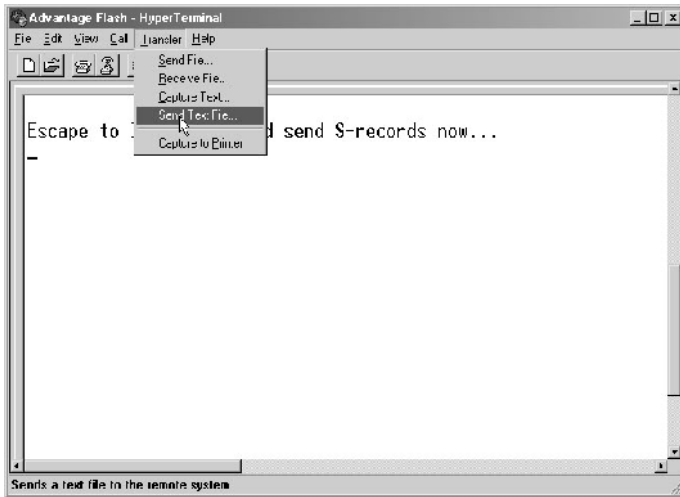 Advantage Flash - HyperTerminal
File Edit View Call Transfer Help
Send File...
Receive File...
Capture Text...
Send Text File...
Capture to Printer
Escape to
d send S-records now...
Sends a text file to the remote system